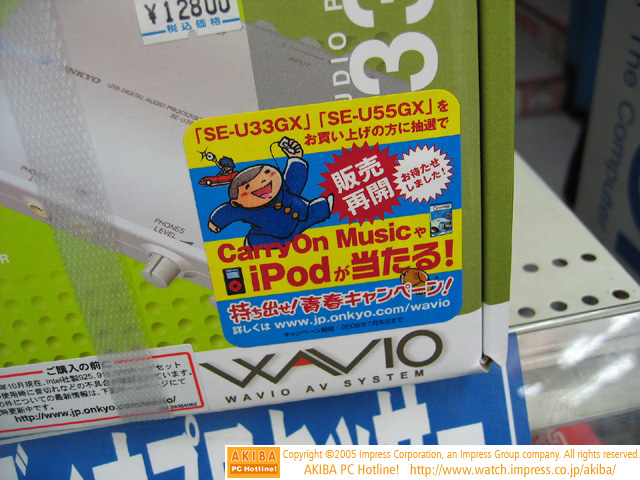 ¥12800
税込価格
ONKYO
USB DIGITAL AUDIO PROCESSOR
INPUT
PHONES
LEVEL
「SE-U33GX」「SE-U55GX」を
お買い上げの方に抽選で
販売
再開
お待たせ
しました!
CarryOn Musicや
iPodが当たる!
持ち出せ!青春キャンペーン!
詳しくは www.jp.onkyo.com/wavio
WAVIO
WAVIO AV SYSTEM
ご購入の前
http://www.jp.onkyo.com/wavio/
the Computer
AKIBA
PC Hotline!
Copyright ©2005 Impress Corporation, an Impress Group company. All rights reserved.
AKIBA PC Hotline! http://www.watch.impress.co.jp/akiba/